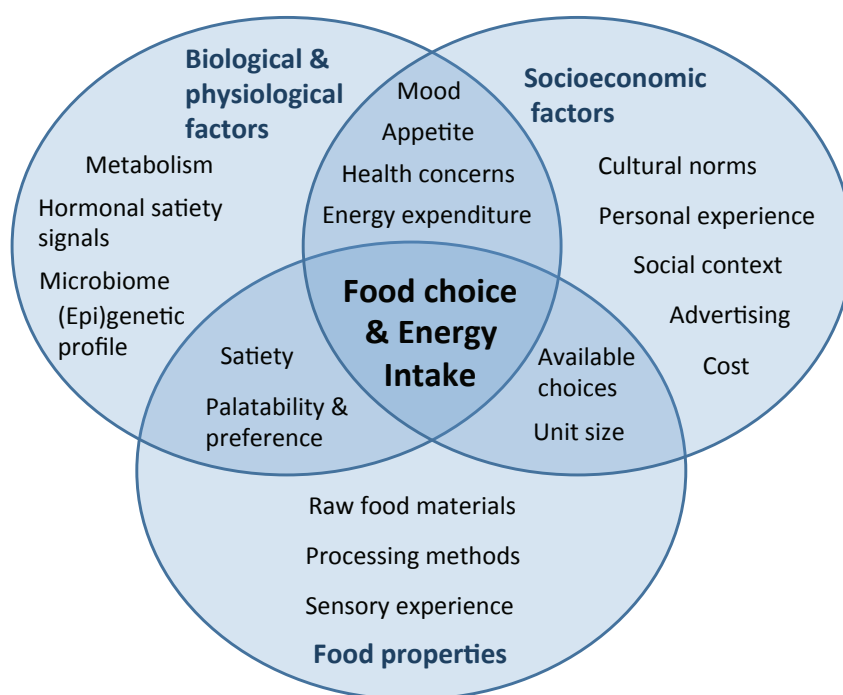 Biological &
physiological
factors
Metabolism
Hormonal satiety
signals
Microbiome
(Epi)genetic
profile
Mood
Appetite
Health concerns
Energy expenditure
Socioeconomic
factors
Cultural norms
Personal experience
Social context
Advertising
Cost
Food choice
& Energy
Intake
Satiety
Palatability &
preference
Available
choices
Unit size
Raw food materials
Processing methods
Sensory experience
Food properties